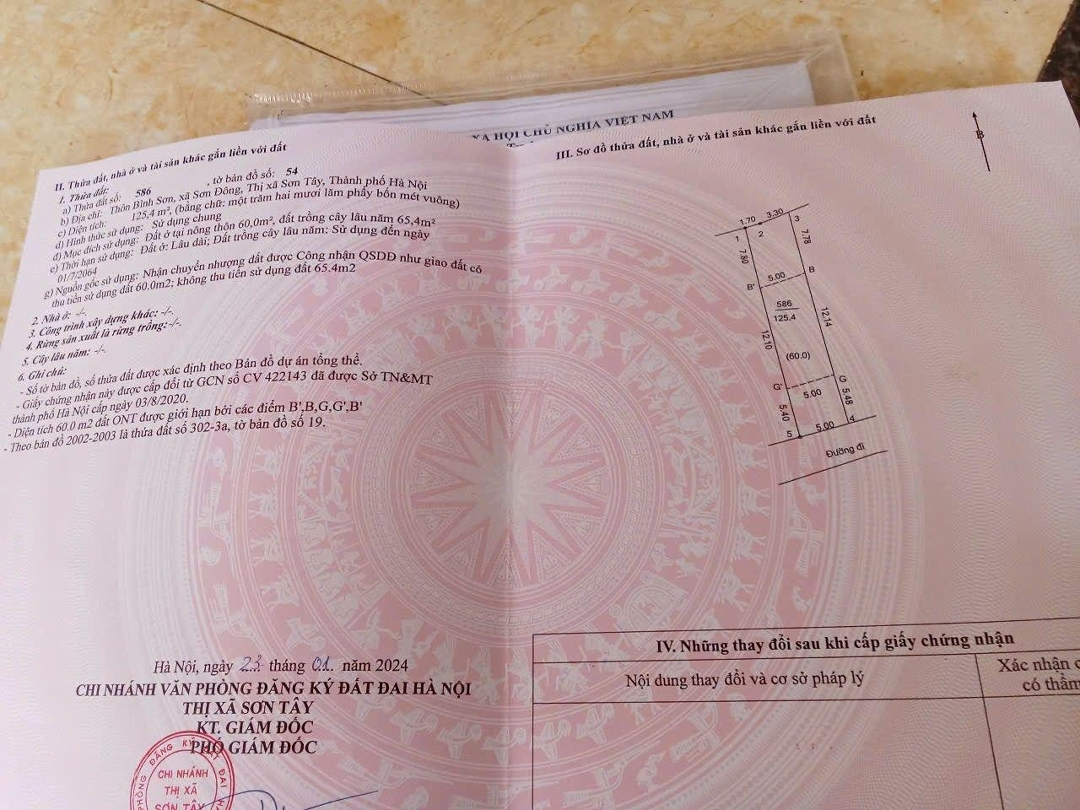 XÃ HỘI CHỦ NGHĨA VIỆT NAM
II. Thửa đất, nhà ở và tài sản khác gắn liền với đất
1. Thửa đất:
a) Thửa đất số: 586 , tờ bản đồ số: 54
b) Địa chỉ: Thôn Bình Sơn, xã Sơn Đông, Thị xã Sơn Tây, Thành phố Hà Nội
c) Diện tích: 125,4 m², (bằng chữ: một trăm hai mươi lăm phẩy bốn mét vuông)
d) Hình thức sử dụng: Sử dụng chung
đ) Mục đích sử dụng: Đất ở tại nông thôn 60,0m², đất trồng cây lâu năm 65,4m²
e) Thời hạn sử dụng: Đất ở: Lâu dài; Đất trồng cây lâu năm: Sử dụng đến ngày
01/7/2064
g) Nguồn gốc sử dụng: Nhận chuyển nhượng đất được Công nhận QSDĐ như giao đất có
thu tiền sử dụng đất 60.0m2; không thu tiền sử dụng đất 65.4m2
2. Nhà ở: -/-.
3. Công trình xây dựng khác: -/-.
4. Rừng sản xuất là rừng trồng:-/-.
5. Cây lâu năm: -/-.
6. Ghi chú:
- Số tờ bản đồ, số thửa đất được xác định theo Bản đồ dự án tổng thể.
- Giấy chứng nhận này được cấp đổi từ GCN số CV 422143 đã được Sở TN&MT
thành phố Hà Nội cấp ngày 03/8/2020.
- Diện tích 60.0 m2 đất ONT được giới hạn bởi các điểm B',B,G,G',B'
- Theo bản đồ 2002-2003 là thửa đất số 302-3a, tờ bản đồ số 19.
Hà Nội, ngày 23 tháng 01 năm 2024
CHI NHÁNH VĂN PHÒNG ĐĂNG KÝ ĐẤT ĐAI HÀ NỘI
THỊ XÃ SƠN TÂY
KT. GIÁM ĐỐC
PHÓ GIÁM ĐỐC
PHÒNG ĐĂNG KÝ ĐẤT ĐAI
CHI NHÁNH
THỊ XÃ
SƠN TÂY
III. Sơ đồ thửa đất, nhà ở và tài sản khác gắn liền với đất
B
1.70 3.30
1 2 3
7.80 7.78
B' 5.00 B
586
125.4
12.10 12.14
(60.0)
G' 5.00 G
5.40 5.48
5 5.00 4
Đường đi
IV. Những thay đổi sau khi cấp giấy chứng nhận
Nội dung thay đổi và cơ sở pháp lý
Xác nhận
có thẩm